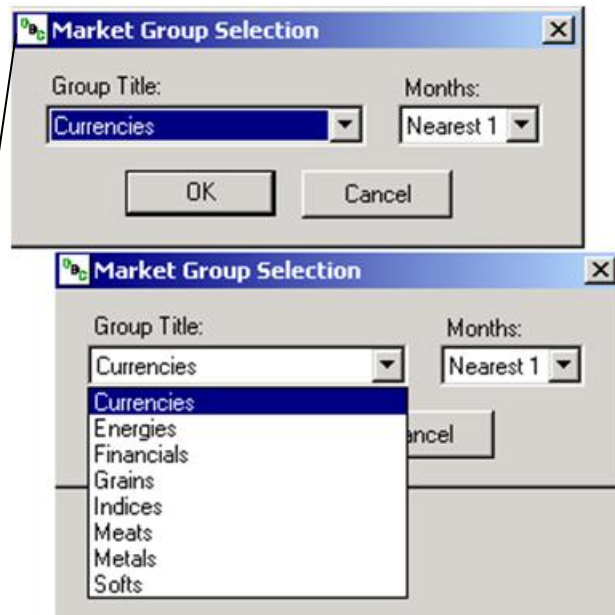 Market Group Selection
Group Title: Months:
Currencies Nearest 1
OK Cancel
Market Group Selection
Group Title: Months:
Currencies Nearest 1
Currencies
Energies ancel
Financials
Grains
Indices
Meats
Metals
Softs